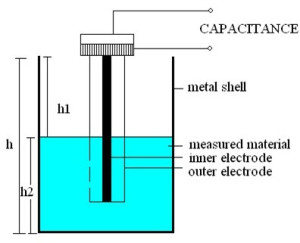 CAPACITANCE
metal shell
h1
h
measured material
inner electrode
outer electrode
h2